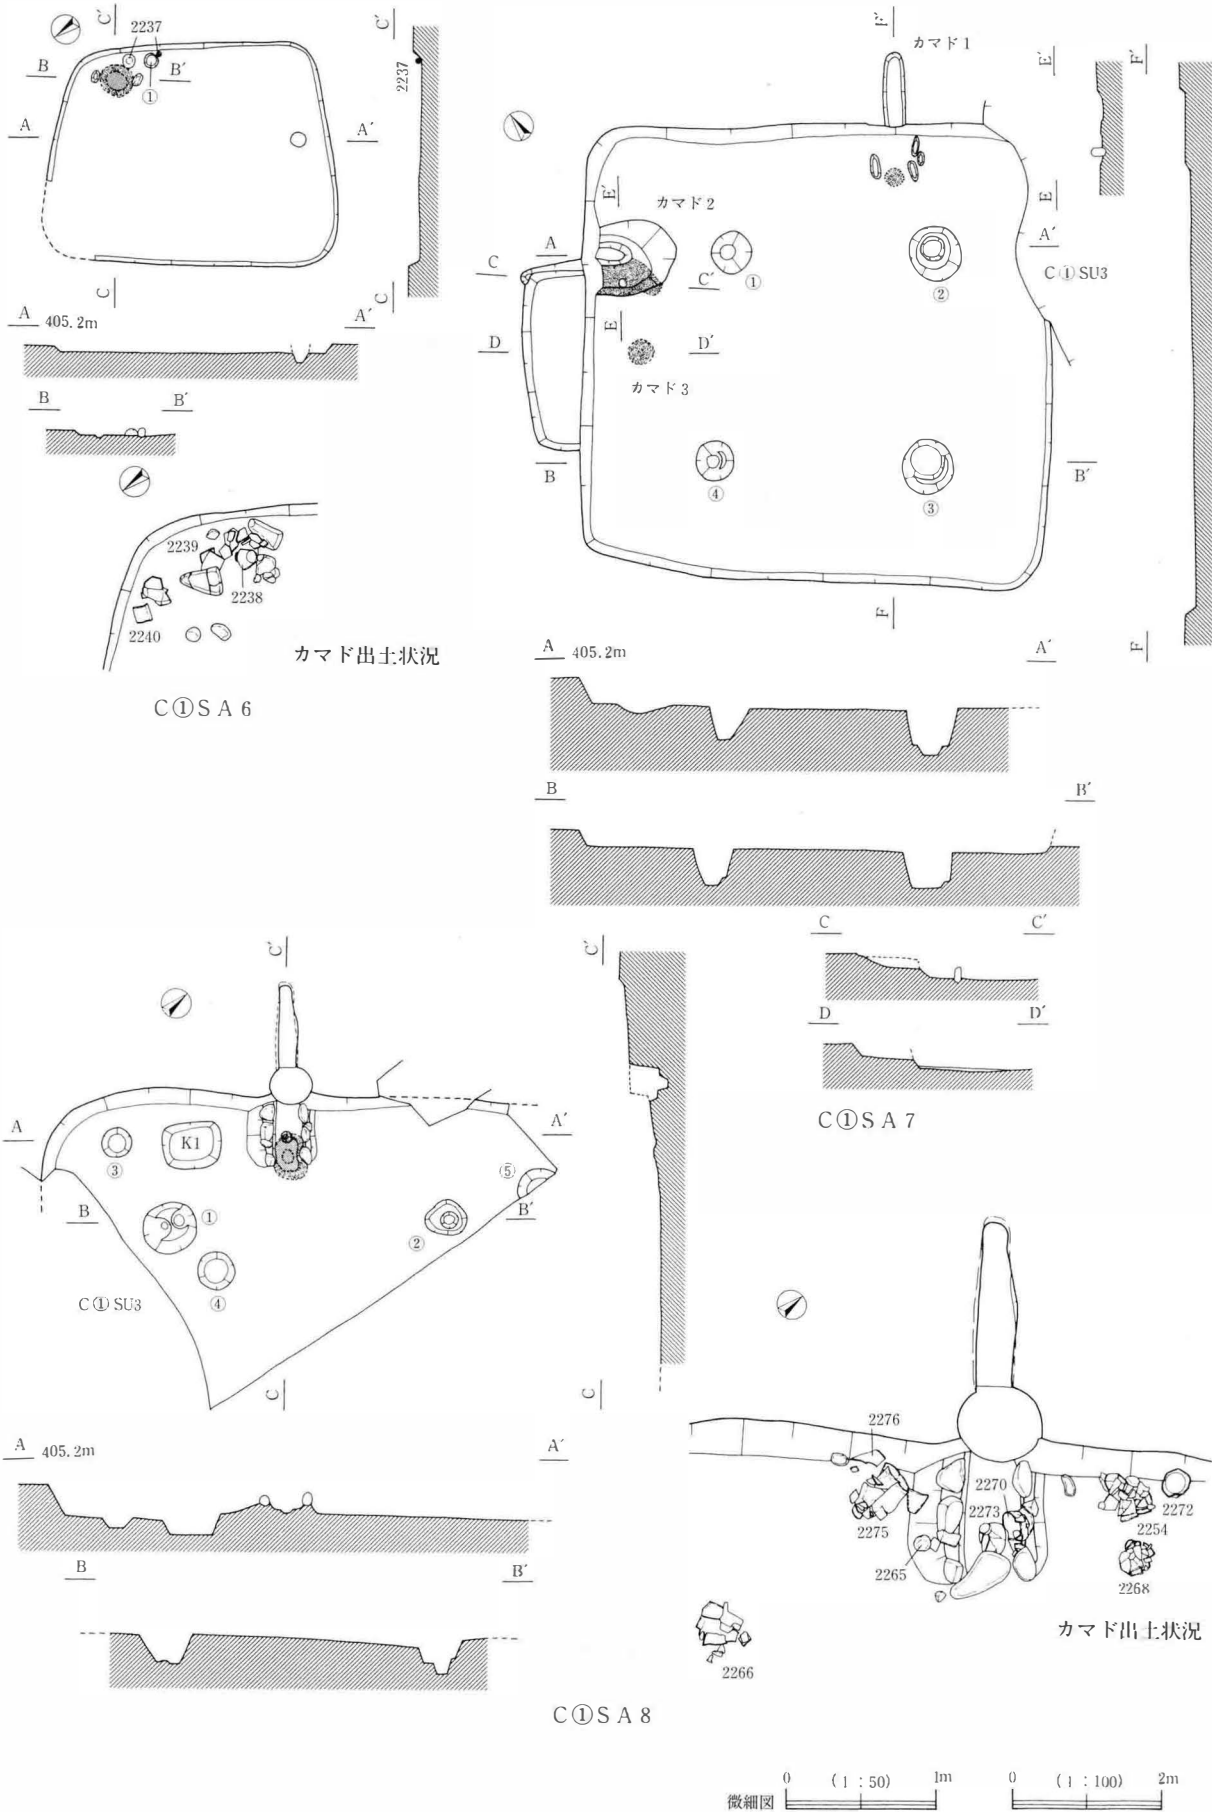 C′
2237
B
B′
①
A
A′
C
C′
2237
C
A 405.2m
A′
B
B′
2239
2238
2240
カマド出土状況
C①SA6
F′
カマド1
E′
カマド2
A
C
C′
①
②
A′
C①SU3
E
D
D′
カマド3
B
B′
④
③
F
E′
E
F′
F
A 405.2m
A′
B
B′
C
C′
D
D′
C①SA7
C′
A
A′
③
K1
⑤
B
B′
①
②
④
C①SU3
C
C′
C
A 405.2m
A′
B
B′
2276
2270
2273
2275
2272
2254
2265
2268
2266
カマド出土状況
C①SA8
微細図
0 (1:50) 1m
0 (1:100) 2m